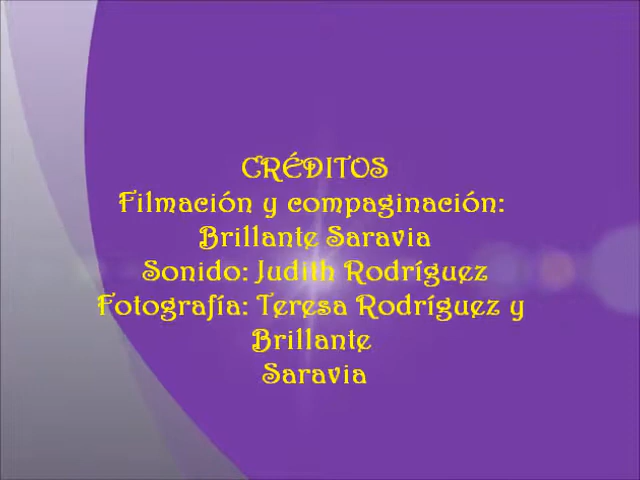 CRÉDITOS
Filmación y compaginación:
Brillante Saravia
Sonido: Judith Rodríguez
Fotografía: Teresa Rodríguez y
Brillante
Saravia